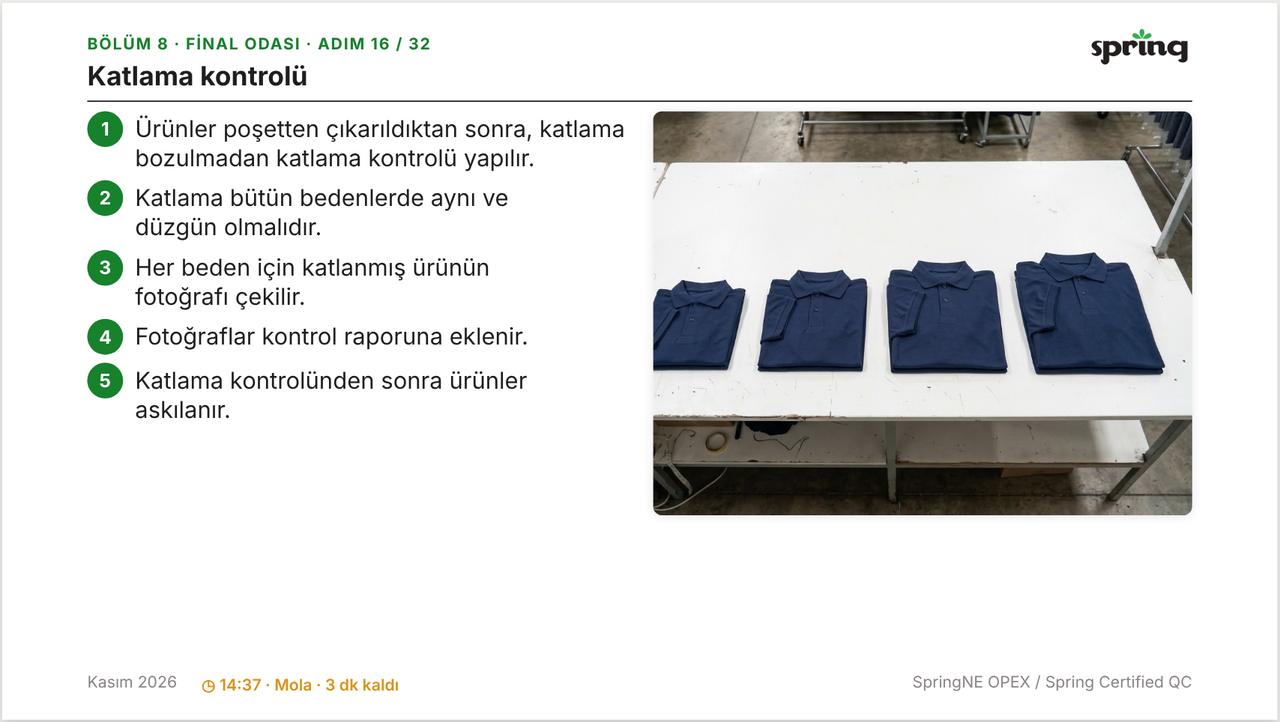 BÖLÜM 8 · FİNAL ODASI · ADIM 16 / 32
spring
Katlama kontrolü
1 Ürünler poşetten çıkarıldıktan sonra, katlama
bozulmadan katlama kontrolü yapılır.
2 Katlama bütün bedenlerde aynı ve
düzgün olmalıdır.
3 Her beden için katlanmış ürünün
fotoğrafı çekilir.
4 Fotoğraflar kontrol raporuna eklenir.
5 Katlama kontrolünden sonra ürünler
askılanır.
Kasım 2026
14:37 · Mola · 3 dk kaldı
SpringNE OPEX / Spring Certified QC